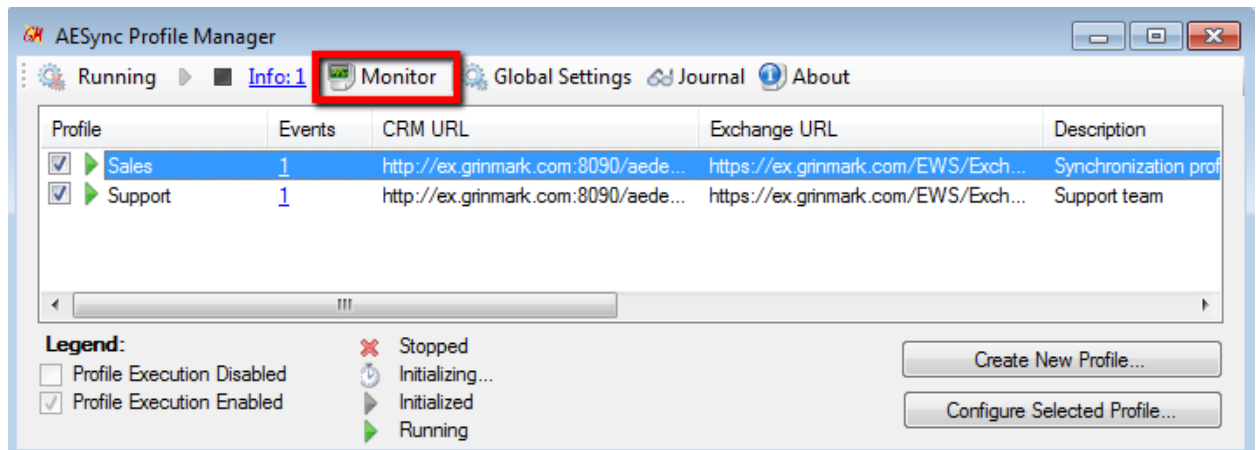 AESync Profile Manager
Running Info: 1 Monitor Global Settings Journal About
Profile Events CRM URL Exchange URL Description
Sales 1 http://ex.grinmark.com:8090/aede... https://ex.grinmark.com/EWS/Exch... Synchronization prof
Support 1 http://ex.grinmark.com:8090/aede... https://ex.grinmark.com/EWS/Exch... Support team
Legend:
Profile Execution Disabled
Profile Execution Enabled
Stopped
Initializing...
Initialized
Running
Create New Profile...
Configure Selected Profile...